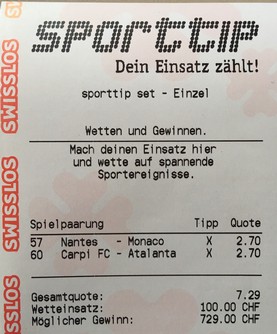 SWISSLOS
SWISSLOS
SWISSLOS
sporttip
Dein Einsatz zählt!
sporttip set - Einzel
Wetten und Gewinnen.
Mach deinen Einsatz hier
und wette auf spannende
Sportereignisse.
Spielpaarung Tipp Quote
57 Nantes - Monaco X 2.70
60 Carpi FC - Atalanta X 2.70
Gesamtquote: 7.29
Wetteinsatz: 100.00 CHF
Möglicher Gewinn: 729.00 CHF